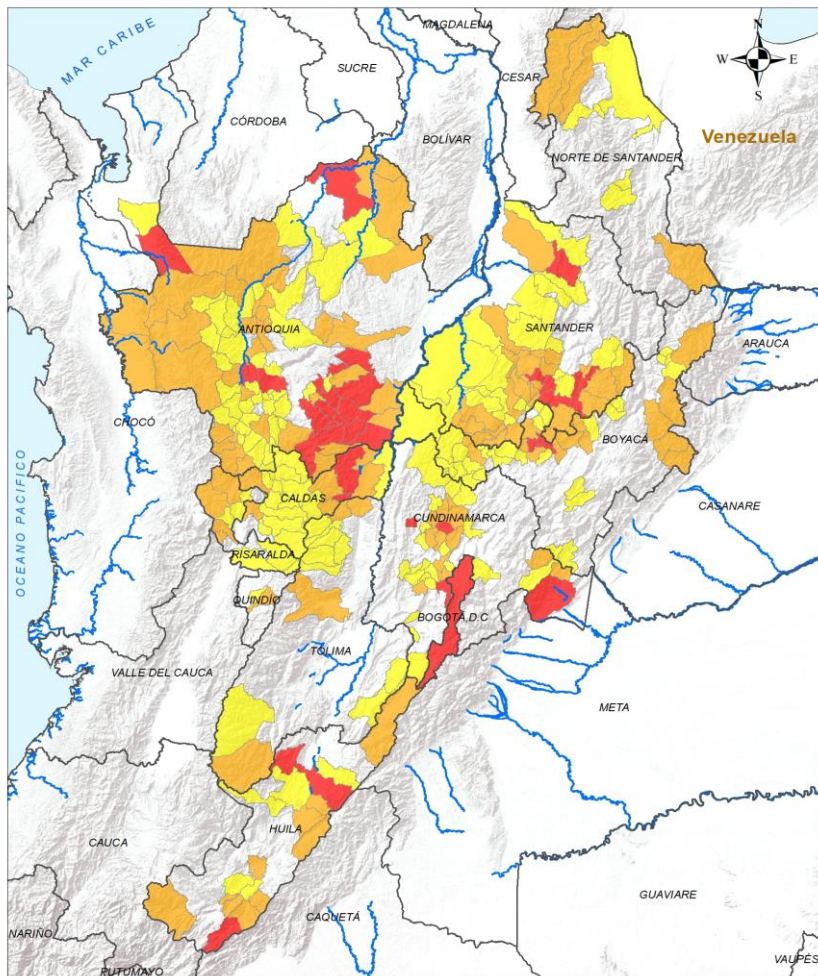 MAGDALENA
MAR CARIBE
N
W E
S
SUCRE
CESAR
CÓRDOBA
BOLÍVAR
Venezuela
NORTE DE SANTANDER
ANTIOQUIA
SANTANDER
ARAUCA
CHOCÓ
BOYACÁ
CALDAS
CASANARE
CUNDINAMARCA
OCEANO PACIFICO
RISARALDA
QUINDÍO
BOGOTÁ D.C
TOLIMA
VALLE DEL CAUCA
META
HUILA
CAUCA
GUAVIARE
CAQUETÁ
NARIÑO
VAUPÉS
PUTUMAYO